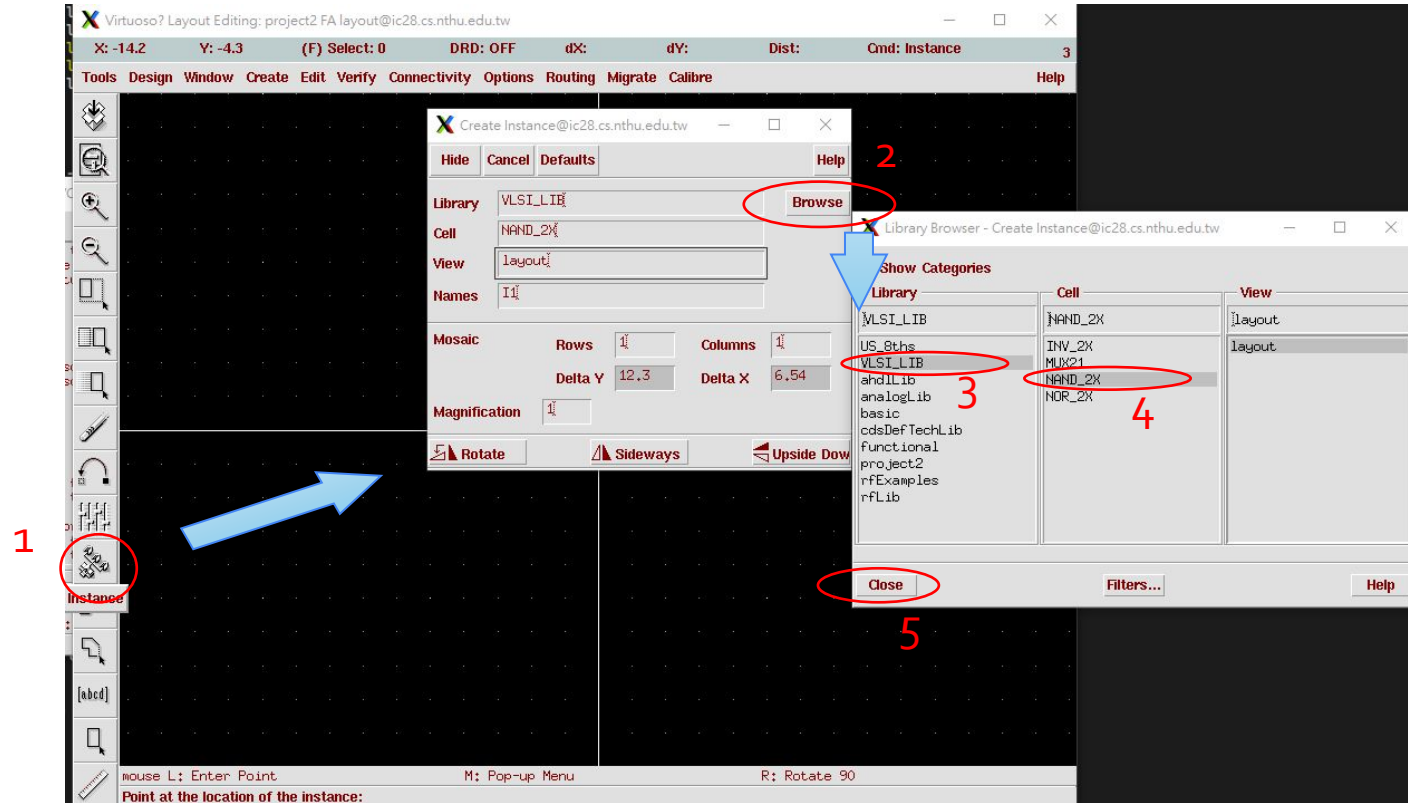 Virtuoso? Layout Editing: project2 FA layout@ic28.cs.nthu.edu.tw
X: -14.2 Y: -4.3 (F) Select: 0 DRD: OFF dX: dY: Dist: Cmd: Instance 3
Tools Design Window Create Edit Verify Connectivity Options Routing Migrate Calibre Help
Create Instance@ic28.cs.nthu.edu.tw
Hide Cancel Defaults Help
2
Library VLSI_LIB Browse
Cell NAND_2X
View layout
Names I1
Mosaic Rows 1 Columns 1
Delta Y 12.3 Delta X 6.54
Magnification 1
Rotate Sideways Upside Dow
Library Browser - Create Instance@ic28.cs.nthu.edu.tw
Show Categories
Library Cell View
VLSI_LIB NAND_2X layout
US_8ths INV_2X layout
VLSI_LIB MUX21
ahdlLib NAND_2X
analogLib NOR_2X
basic
cdsDefTechLib
functional
project2
rfExamples
rfLib
3
4
Close Filters... Help
5
1
Instance
[abcd]
mouse L: Enter Point M: Pop-up Menu R: Rotate 90
Point at the location of the instance: